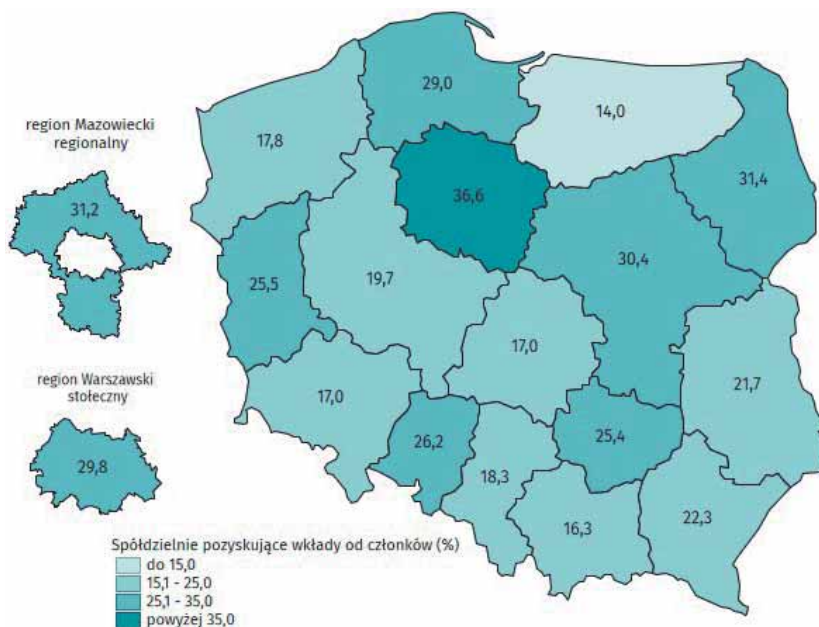 region Mazowiecki
regionalny
31,2
region Warszawski
stołeczny
29,8
29,0
14,0
17,8
31,4
36,6
30,4
25,5
19,7
17,0
21,7
17,0
26,2
25,4
18,3
22,3
16,3
Spółdzielnie pozyskujące wkłady od członków (%)
do 15,0
15,1 - 25,0
25,1 - 35,0
powyżej 35,0